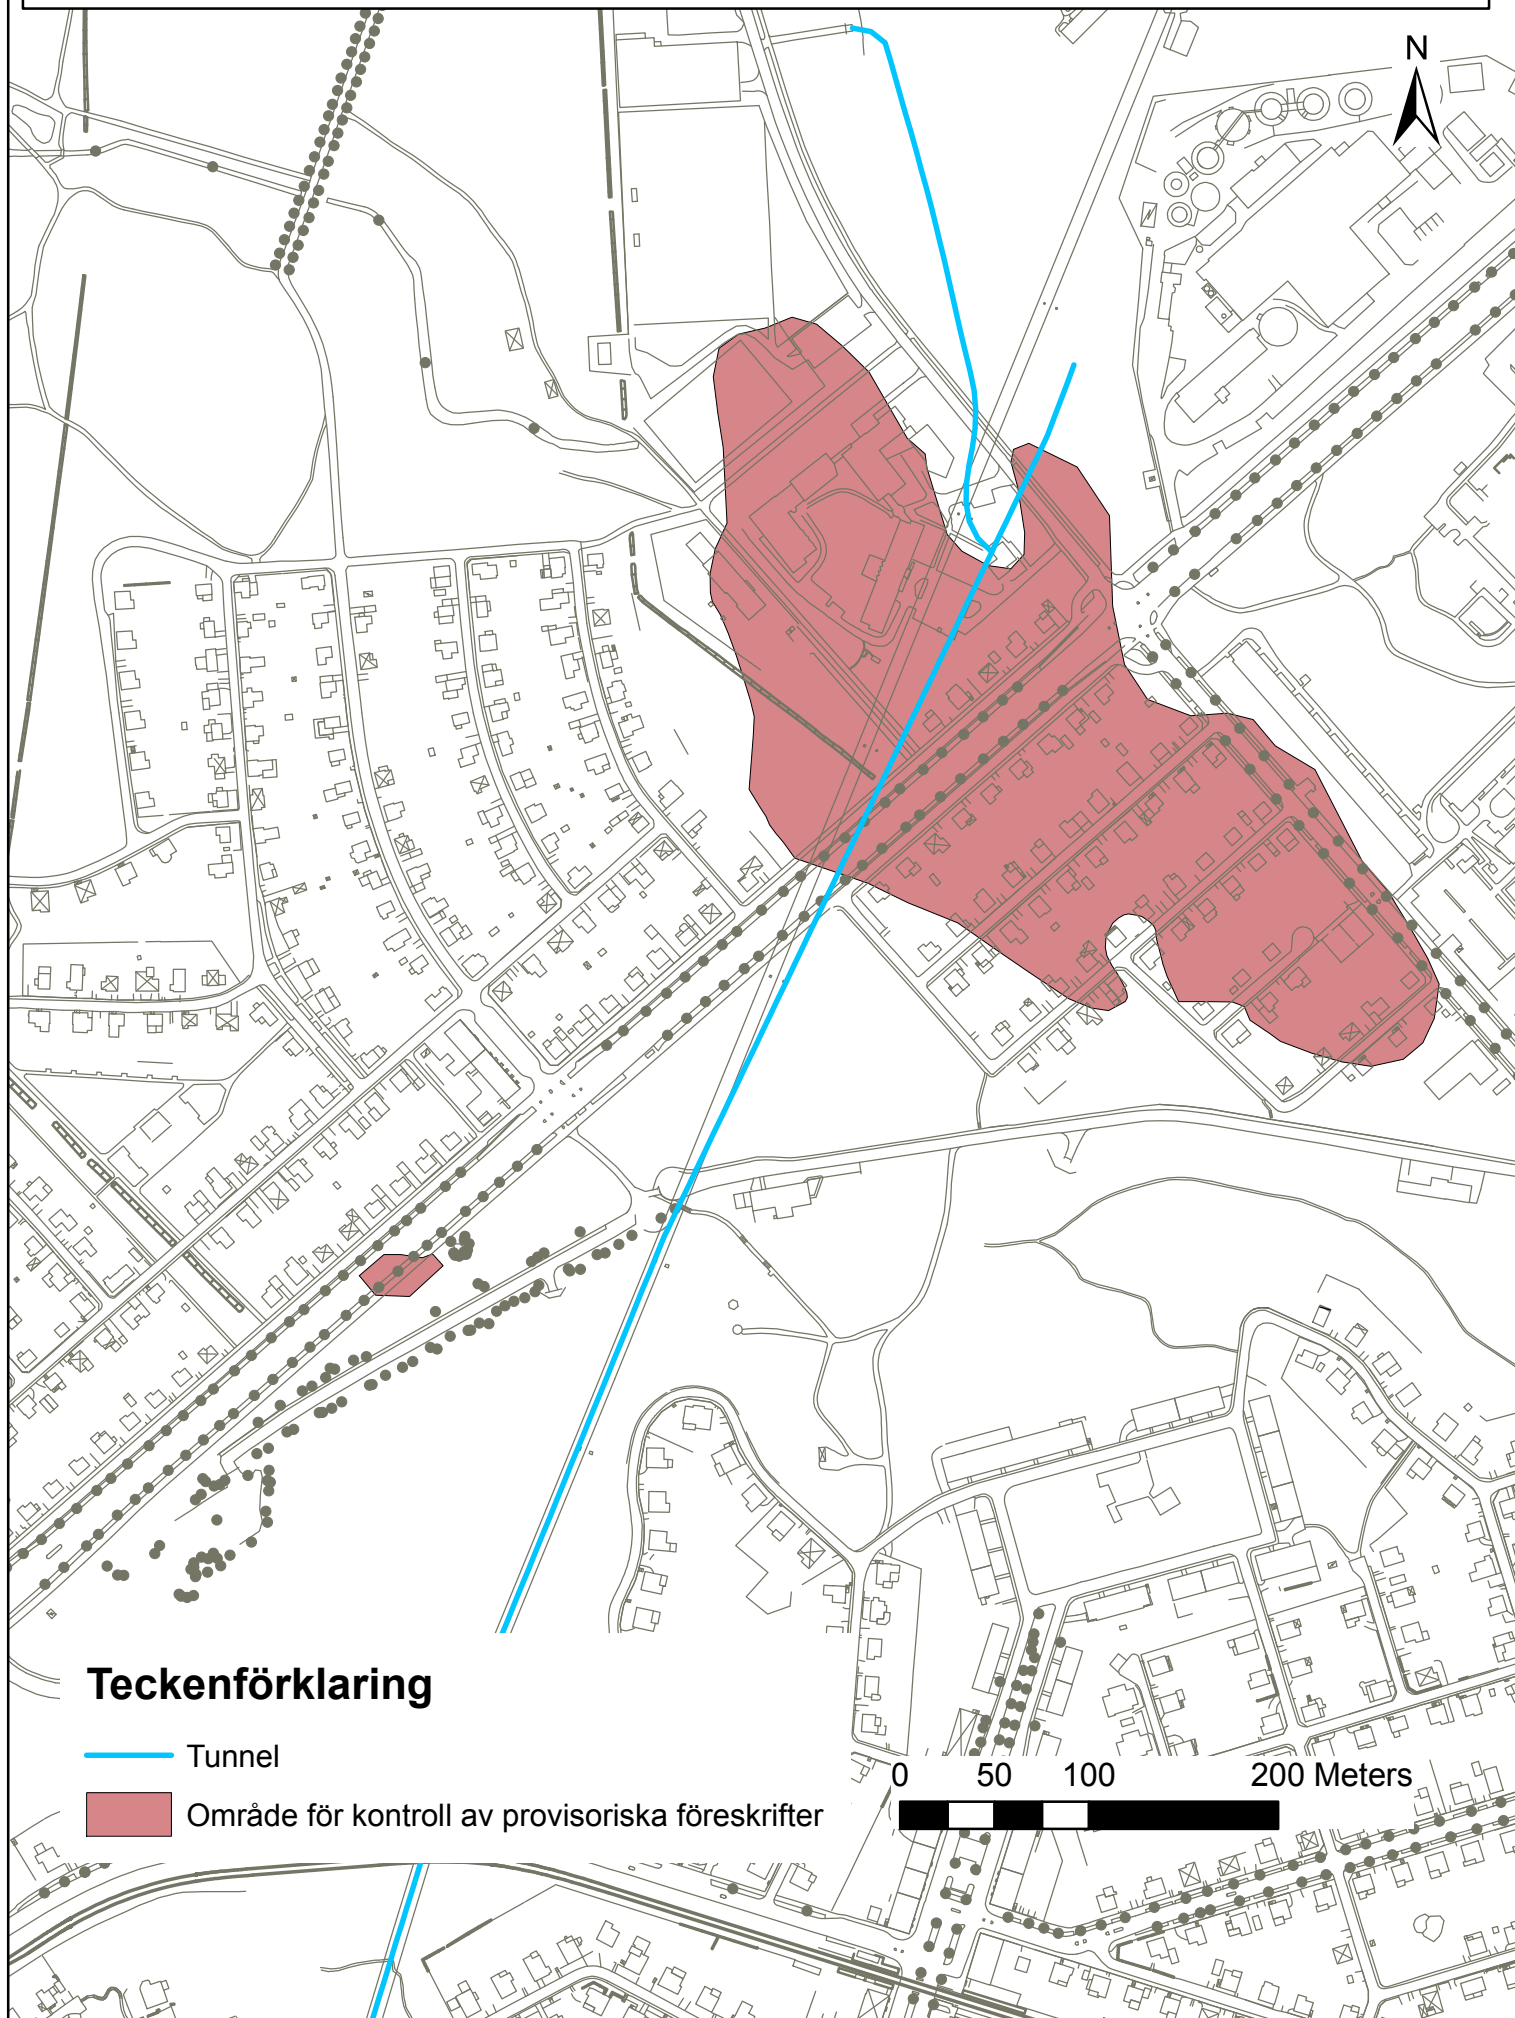 N
Teckenförklaring
Tunnel
Område för kontroll av provisoriska föreskrifter
0 50 100 200 Meters